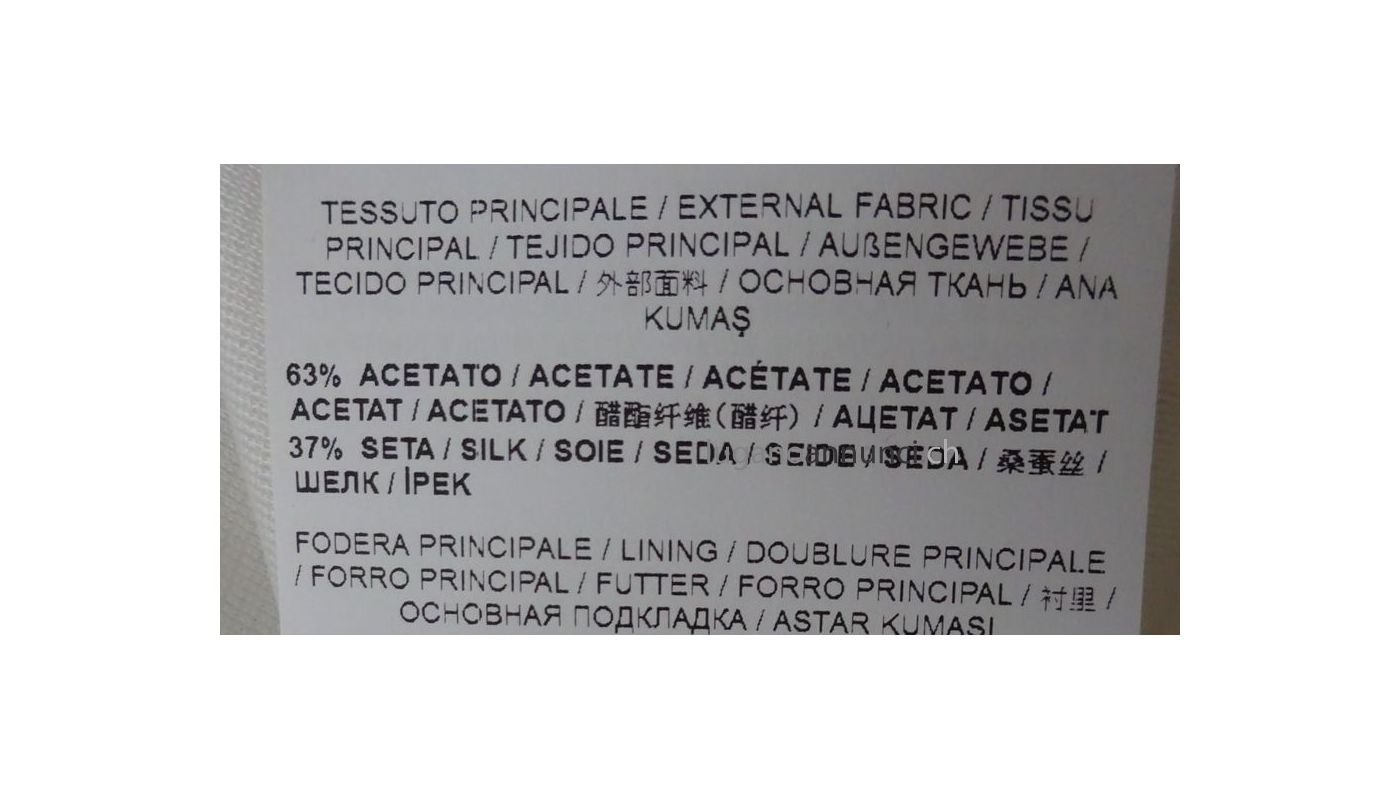 TESSUTO PRINCIPALE / EXTERNAL FABRIC / TISSU
PRINCIPAL / TEJIDO PRINCIPAL / AUßENGEWEBE /
TECIDO PRINCIPAL / 外部面料 / ОСНОВНАЯ ТКАНЬ / ANA
KUMAŞ
63% ACETATO / ACETATE / ACÉTATE / ACETATO /
ACETAT / ACETATO / 醋酯纤维(醋纤) / АЦЕТАТ / ASETAT
37% SETA / SILK / SOIE / SEDA / SEIDE / SEDA / 桑蚕丝 /
ШЕЛК / İPEK
FODERA PRINCIPALE / LINING / DOUBLURE PRINCIPALE
/ FORRO PRINCIPAL / FUTTER / FORRO PRINCIPAL / 衬里 /
ОСНОВНАЯ ПОДКЛАДКА / ASTAR KUMAŞI